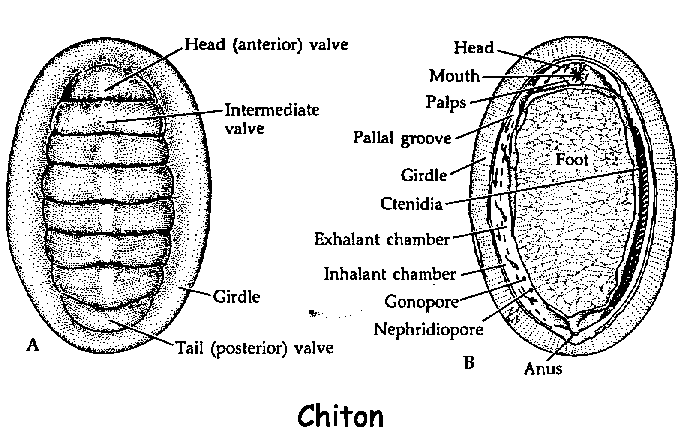 Head (anterior) valve
Intermediate
valve
Girdle
Tail (posterior) valve
A
Head
Mouth
Palps
Pallal groove
Girdle
Ctenidia
Exhalant chamber
Inhalant chamber
Gonopore
Nephridiopore
Foot
Anus
B
Chiton